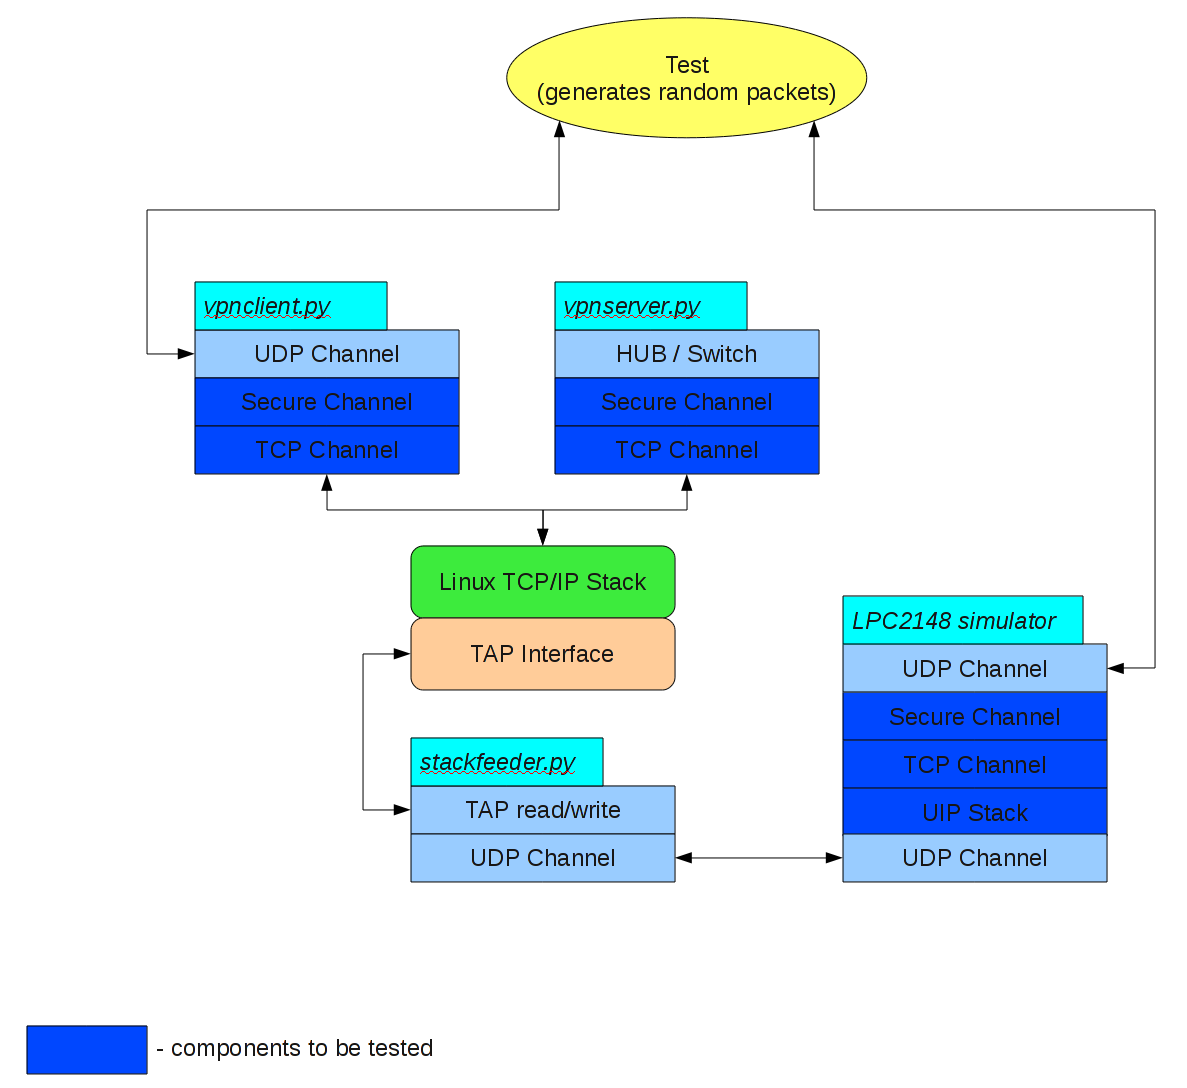 Test
(generates random packets)
vpnclient.py
UDP Channel
Secure Channel
TCP Channel
vpnserver.py
HUB / Switch
Secure Channel
TCP Channel
Linux TCP/IP Stack
TAP Interface
stackfeeder.py
TAP read/write
UDP Channel
LPC2148 simulator
UDP Channel
Secure Channel
TCP Channel
UIP Stack
UDP Channel
- components to be tested